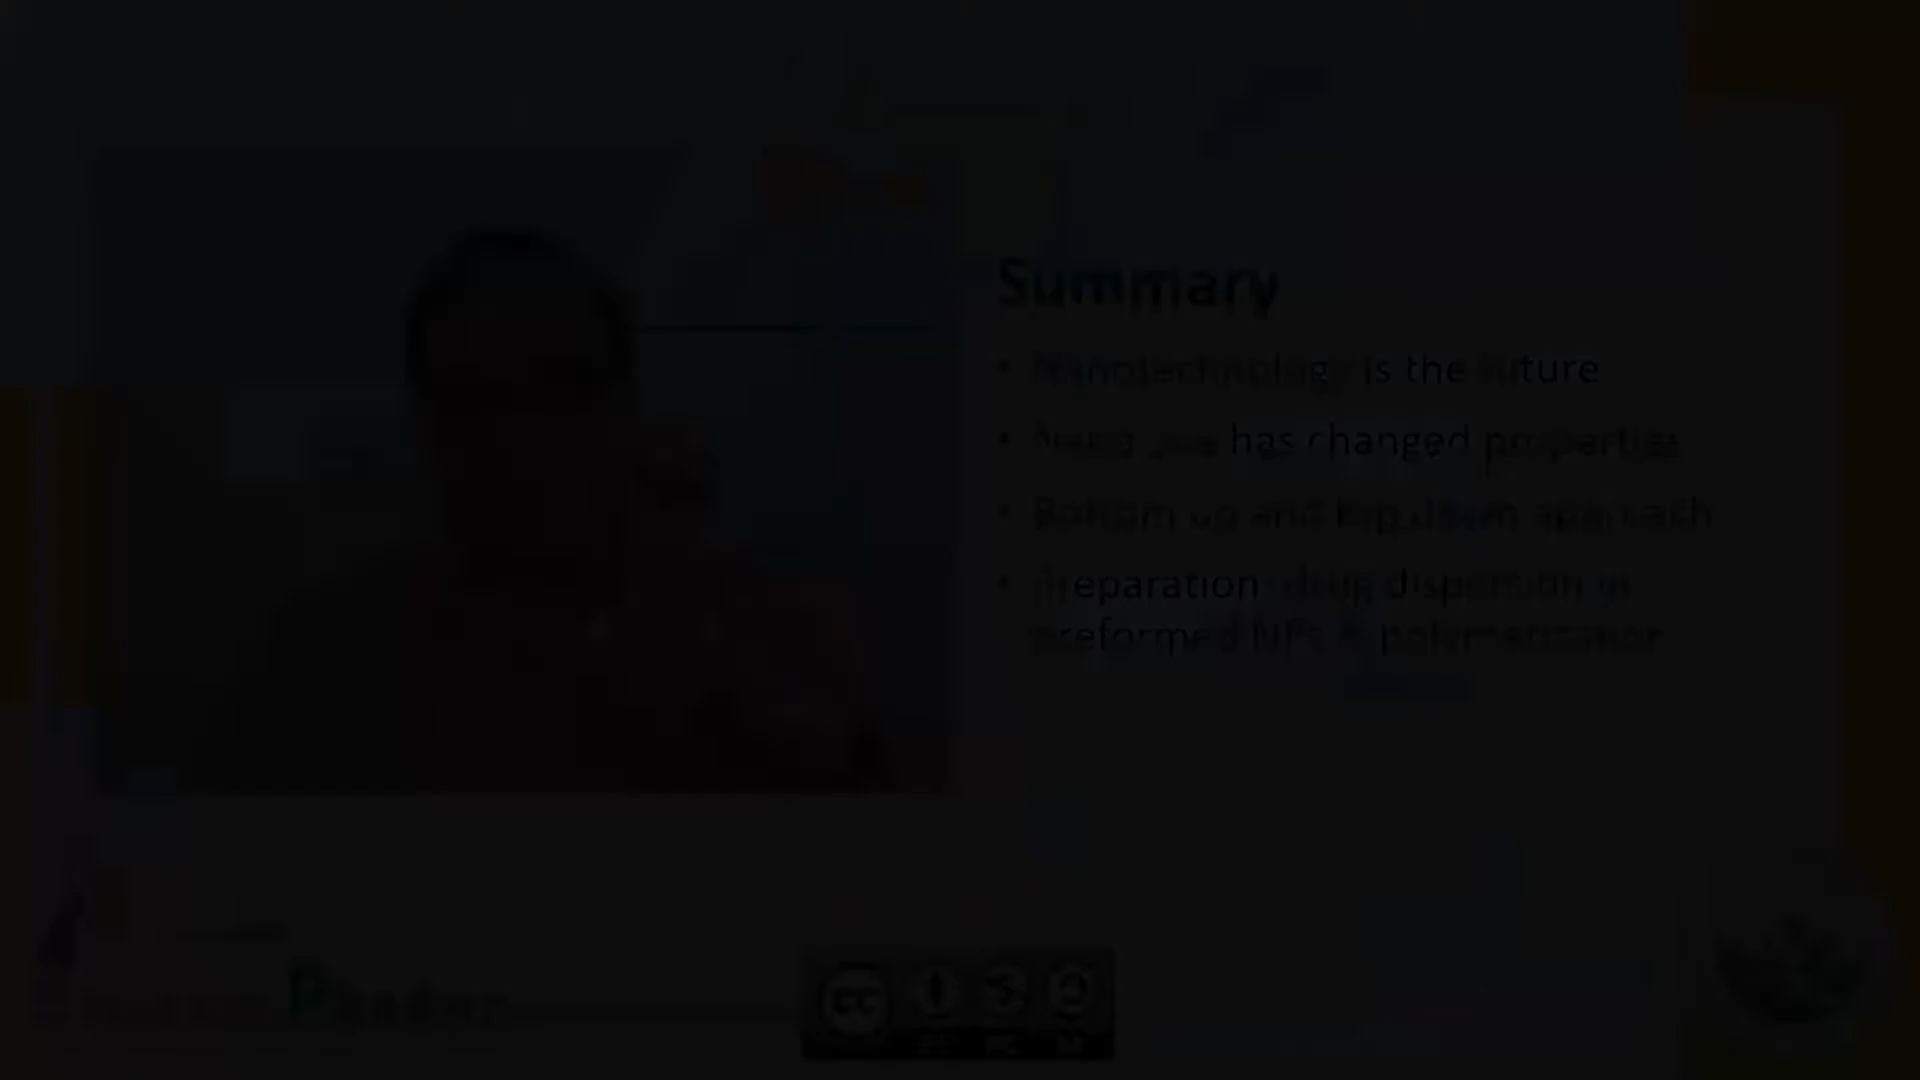 Summary
• Nanotechnology is the future
• Nano size has changed properties
• Bottom up and top down approach
• Preparation: drug dispersion in
preformed NPs & polymerization
cc